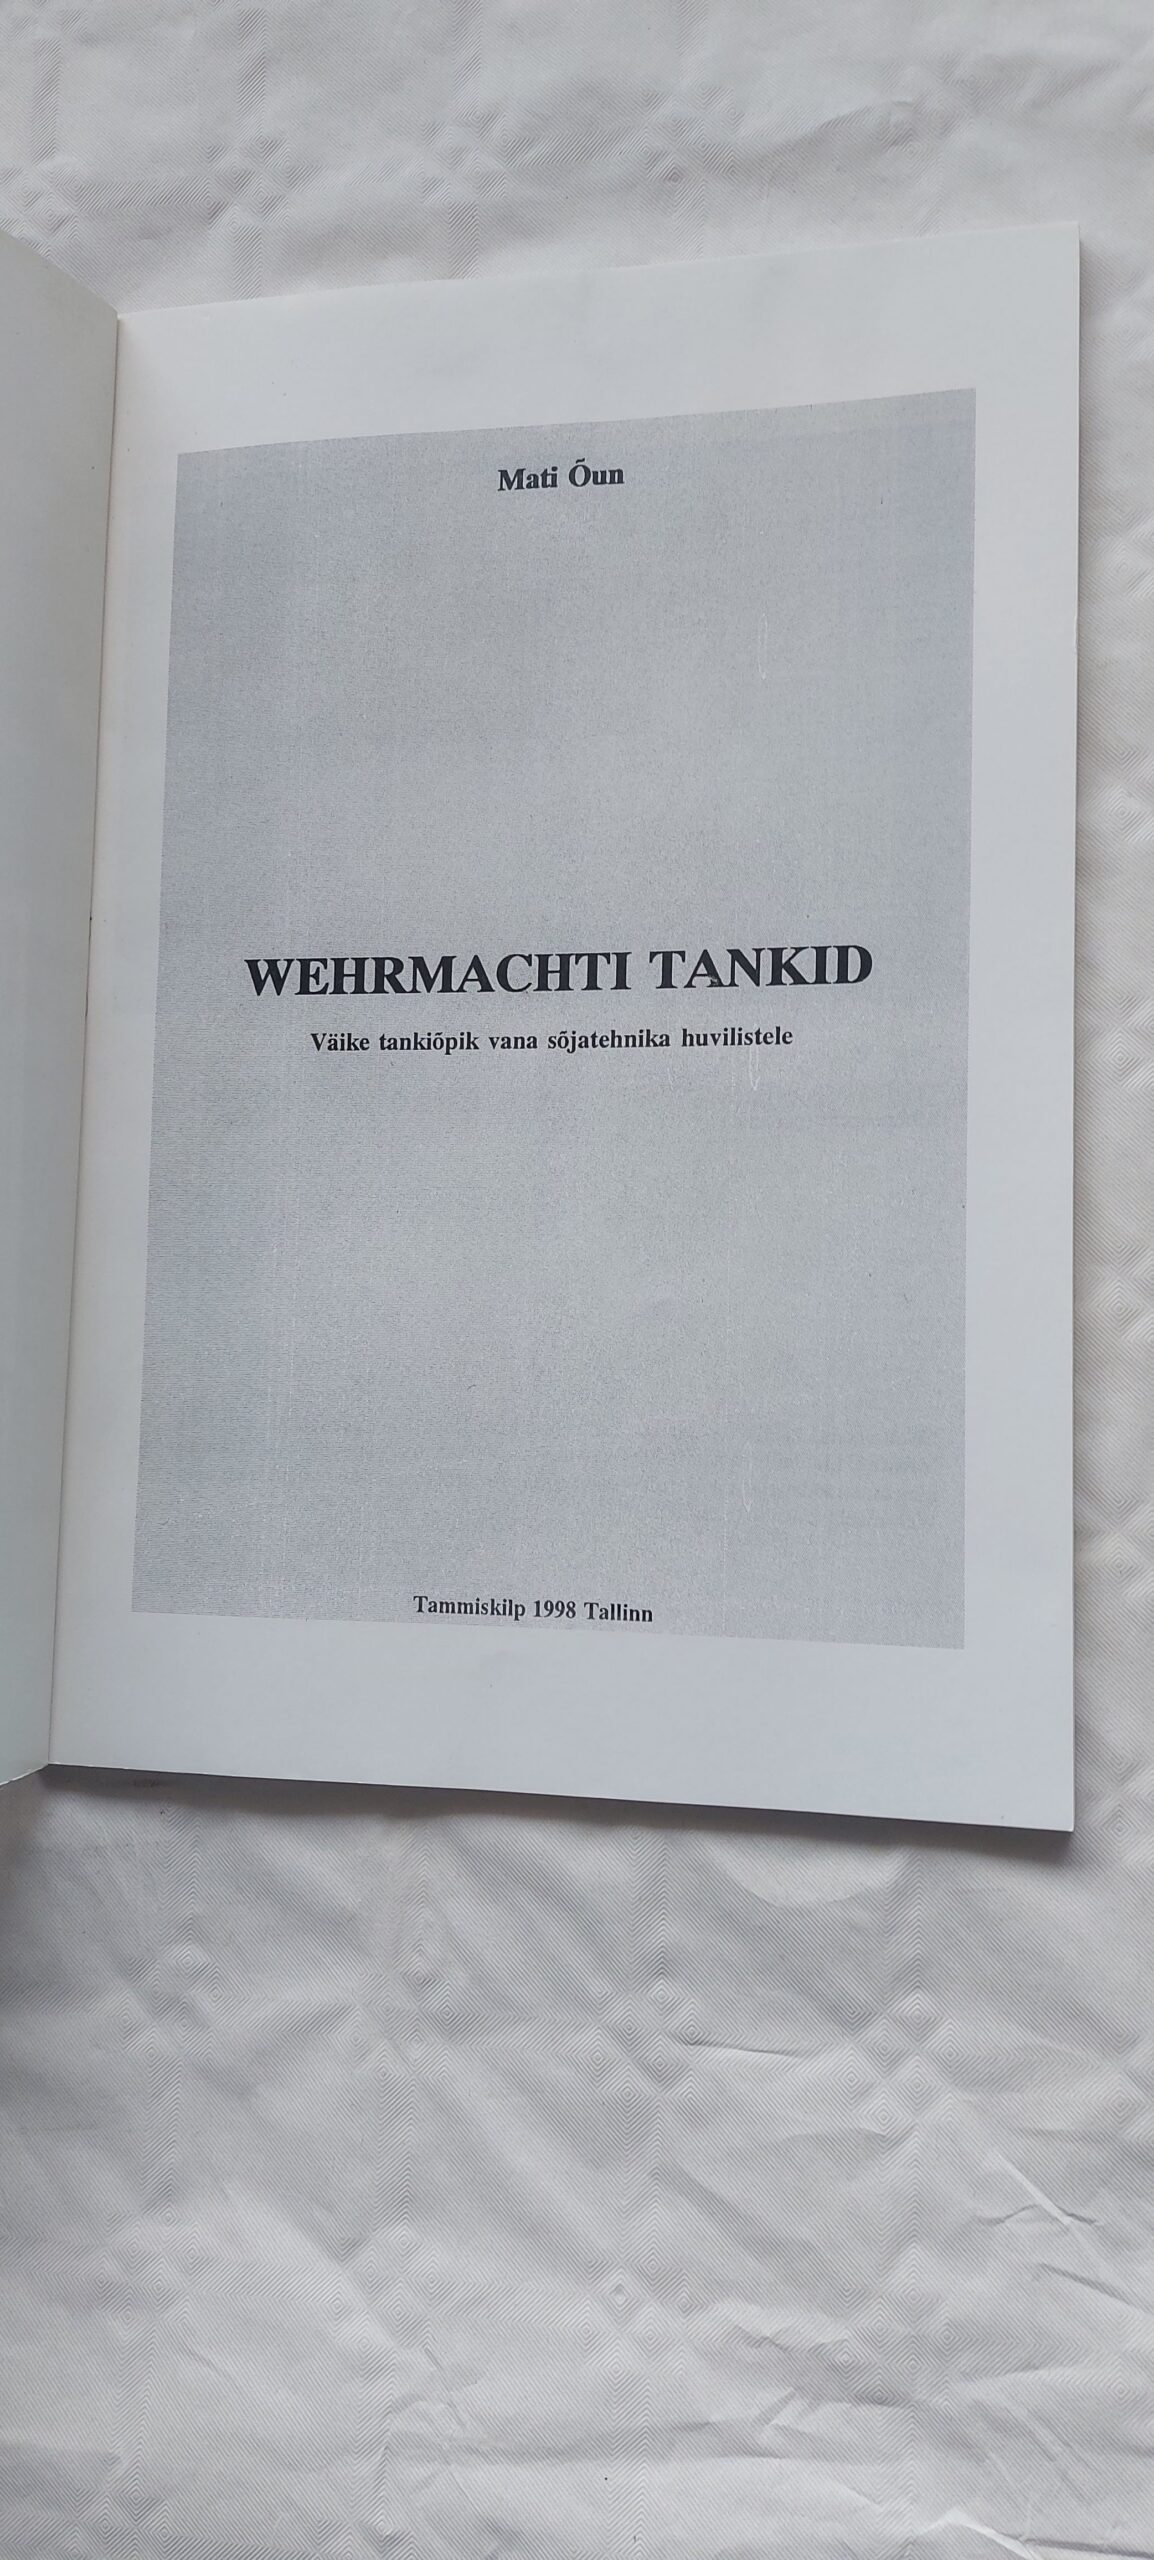 Mati Õun
WEHRMACHTI TANKID
Väike tankiõpik vana sõjatehnika huvilistele
Tammiskilp 1998 Tallinn